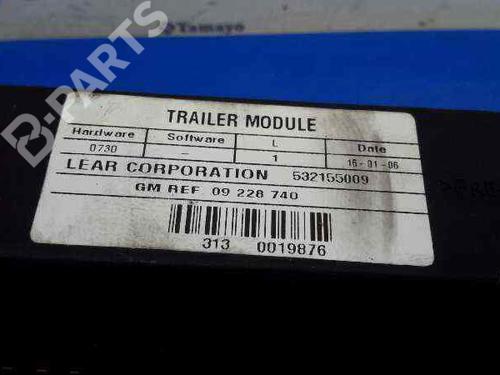 Tamayo
B-PARTS
TRAILER MODULE
Hardware Software L Date
0730 - 1 16-01-06
LEAR CORPORATION 532155009
GM REF 09 228 740
313 0019876